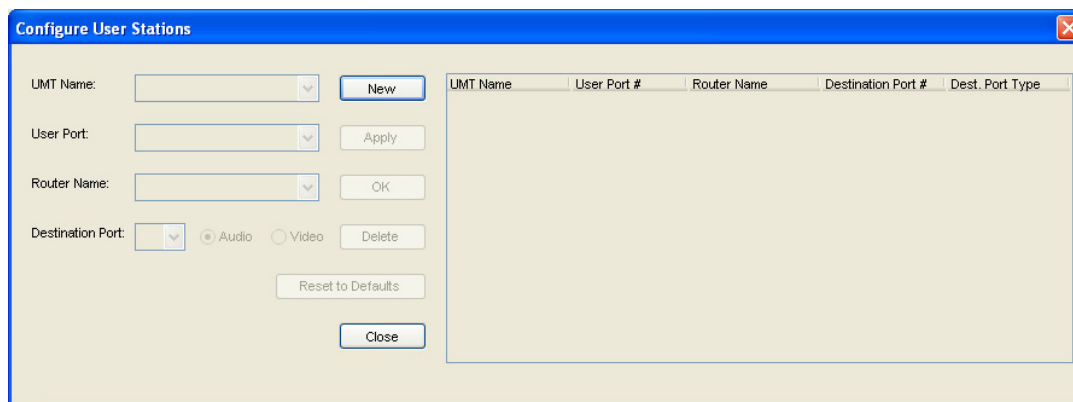 Configure User Stations
UMT Name:
New
User Port:
Apply
Router Name:
OK
Destination Port:
Audio
Video
Delete
Reset to Defaults
Close
UMT Name User Port # Router Name Destination Port # Dest. Port Type